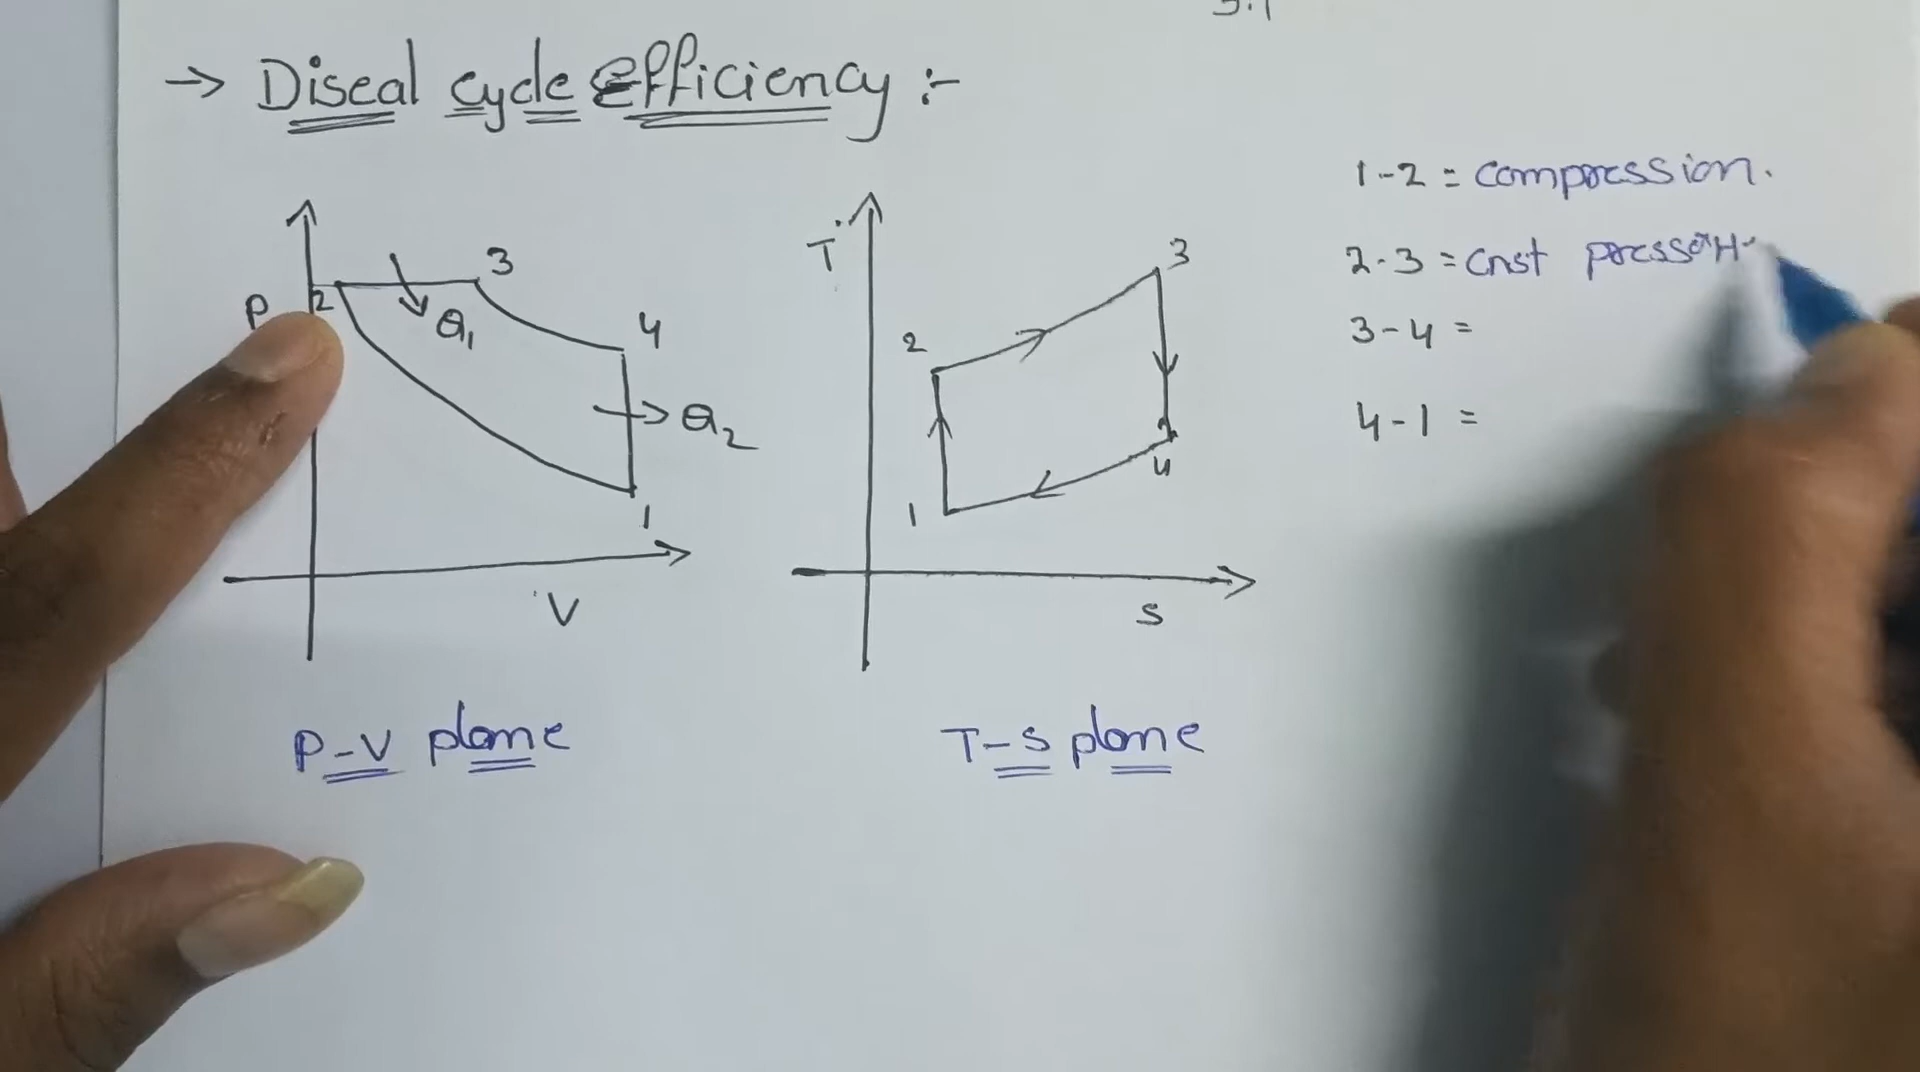 → Diseal cycle efficiency :-
P
2
3
4
1
Q1
Q2
V
P-V plane
T
2
3
4
1
S
T-S plane
1-2 = compression.
2-3 = Cnst
3-4 =
4-1 =